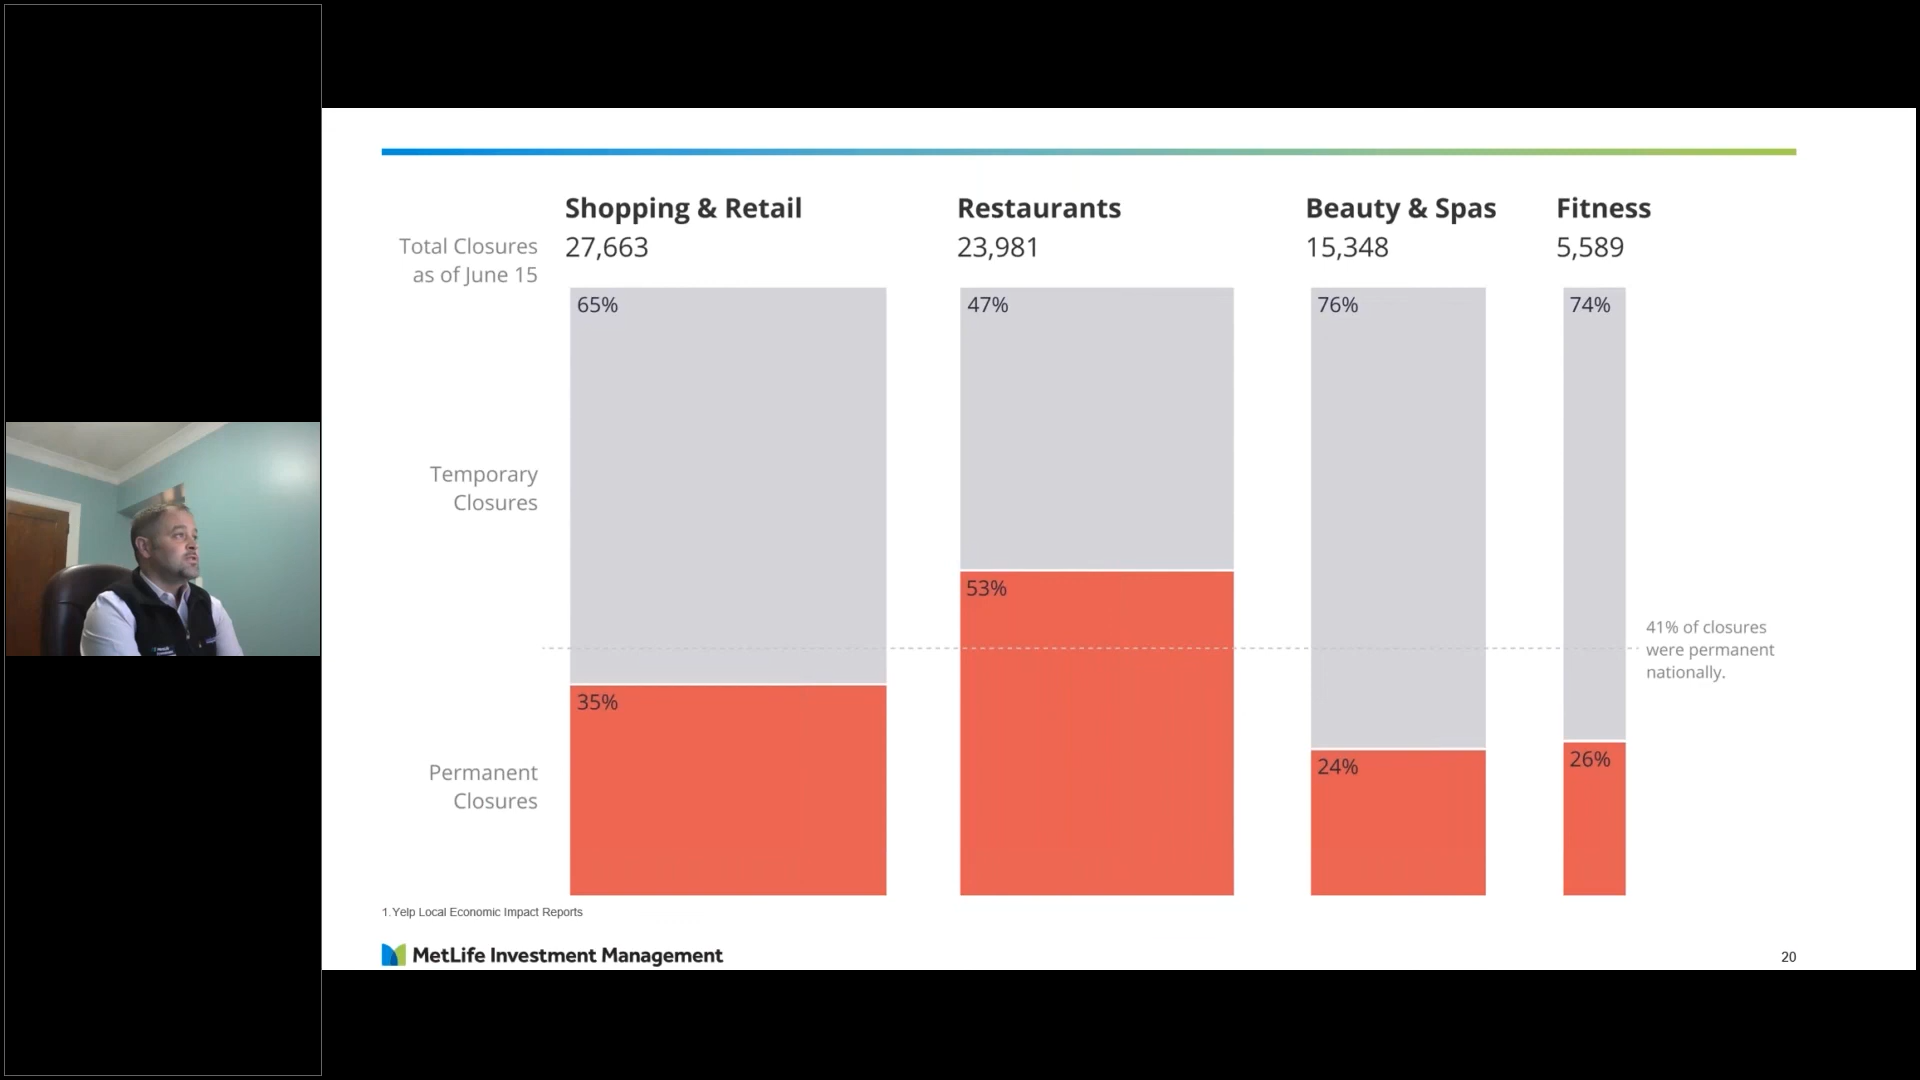 Shopping & Retail
Restaurants
Beauty & Spas
Fitness
Total Closures
as of June 15
27,663
23,981
15,348
5,589
65%
47%
76%
74%
Temporary
Closures
53%
41% of closures
were permanent
nationally.
35%
24%
26%
Permanent
Closures
1.Yelp Local Economic Impact Reports
MetLife Investment Management
20